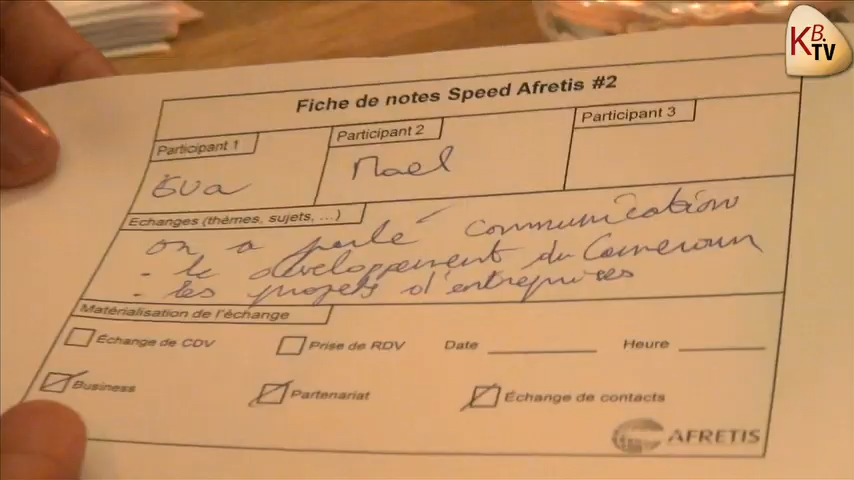 KB.TV
Fiche de notes Speed Afretis #2
Participant 1
Participant 2
Participant 3
Eva
Mael
Echanges (thèmes, sujets, ...)
on a parlé communication
- le développement du Cameroun
- les projets d'entreprises
Matérialisation de l'échange
Échange de CDV
Prise de RDV
Date
Heure
Business
Partenariat
Échange de contacts
AFRETIS